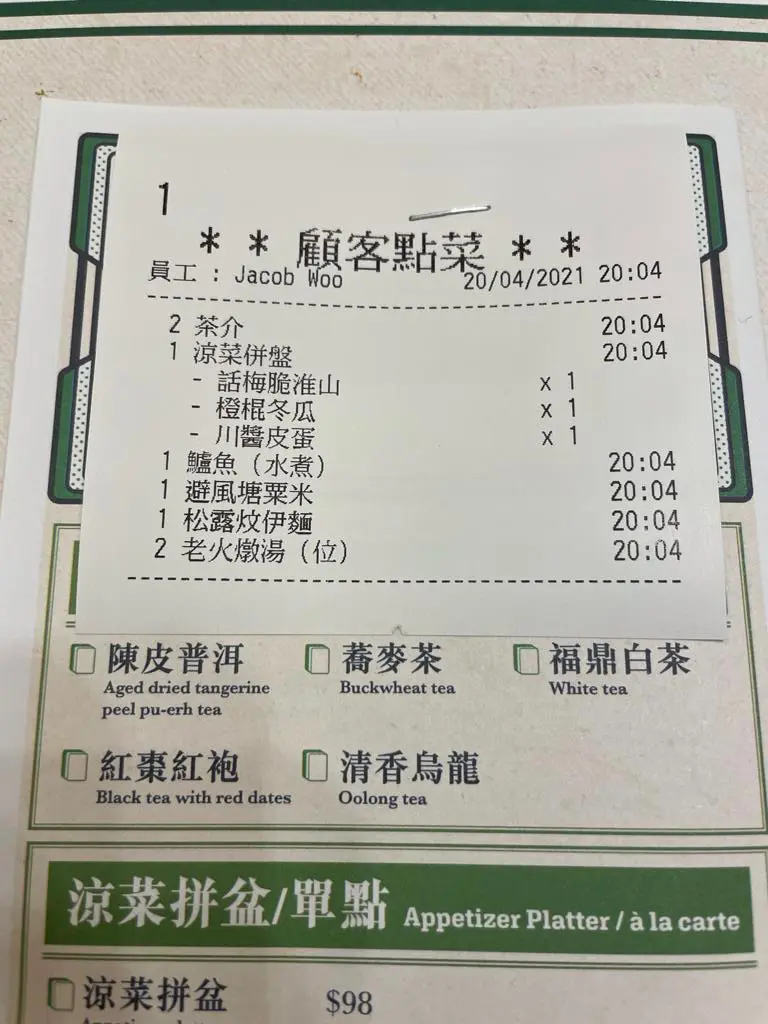 1
** 顧客點菜 **
員工 : Jacob Woo 20/04/2021 20:04
2 茶介 20:04
1 涼菜併盤 20:04
- 話梅脆淮山 x 1
- 橙棍冬瓜 x 1
- 川醬皮蛋 x 1
1 鱸魚 (水煮) 20:04
1 避風塘粟米 20:04
1 松露炆伊麵 20:04
2 老火燉湯 (位) 20:04
陳皮普洱 蕎麥茶 福鼎白茶
Aged dried tangerine Buckwheat tea White tea
peel pu-erh tea
紅棗紅袍 清香烏龍
Black tea with red dates Oolong tea
涼菜拼盆/單點 Appetizer Platter / à la carte
涼菜拼盆 $98